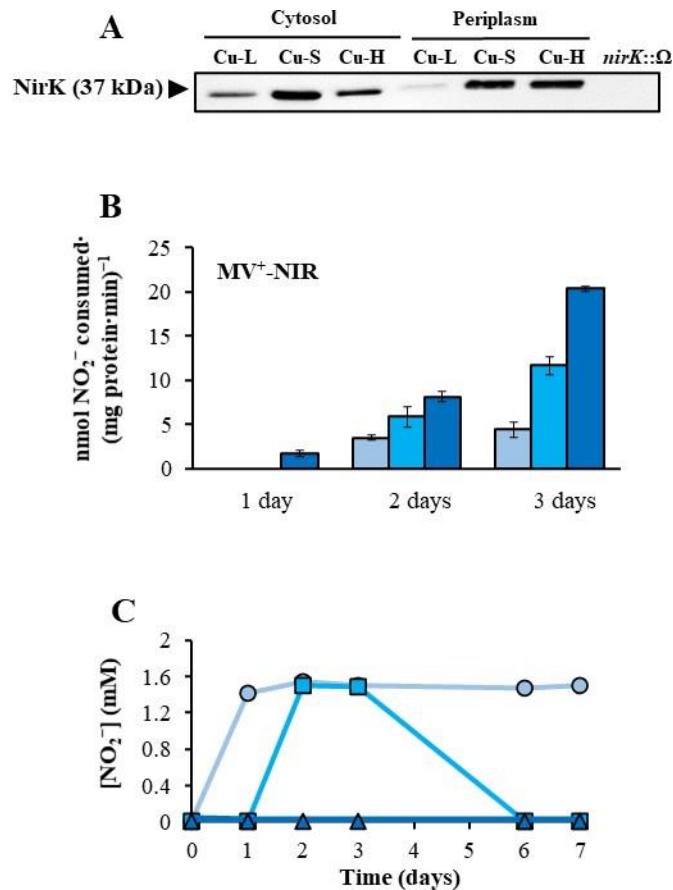 A
Cytosol Periplasm
Cu-L Cu-S Cu-H Cu-L Cu-S Cu-H nirK::Ω
NirK (37 kDa)
B
nmol NO₂⁻ consumed·
(mg protein·min)⁻¹
25
20
15
10
5
0
MV⁺-NIR
1 day 2 days 3 days
C
[NO₂⁻] (mM)
2
1.6
1.2
0.8
0.4
0
0 1 2 3 4 5 6 7
Time (days)